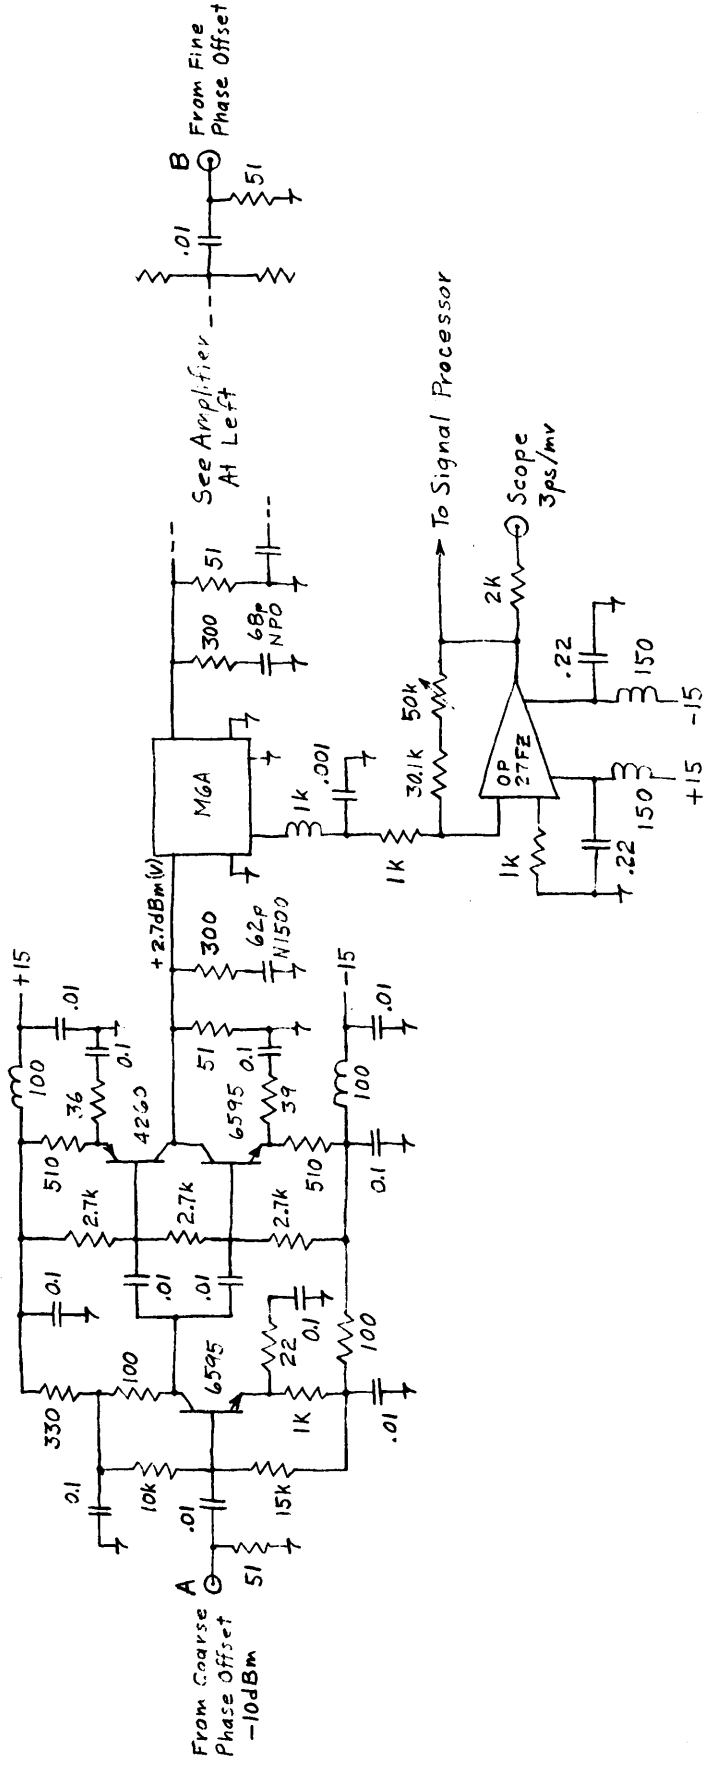 From Coarse
Phase Offset
-10dBm
A
51
.01
0.1
10k
15k
330
100
6595
1k
22
0.1
.01
100
0.1
.01
.01
2.7k
2.7k
2.7k
510
510
36
0.1
4260
6595
39
0.1
0.1
100
+15
.01
100
-15
.01
51
300
62p
N1500
+2.7dBm(V)
M6A
1k
.001
1k
30.1k
50k
To Signal Processor
OP
27FZ
1k
.22
150
+15
.22
150
-15
2k
Scope
3ps/mv
300
68p
NPO
51
See Amplifier
At Left
.01
51
B
From Fine
Phase Offset